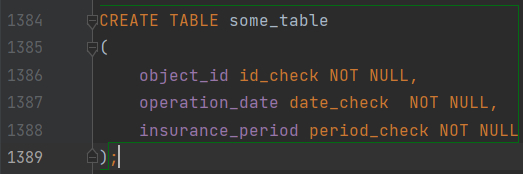 1384 CREATE TABLE some_table
1385 (
1386 object_id id_check NOT NULL,
1387 operation_date date_check  NOT NULL,
1388 insurance_period period_check NOT NULL
1389 );